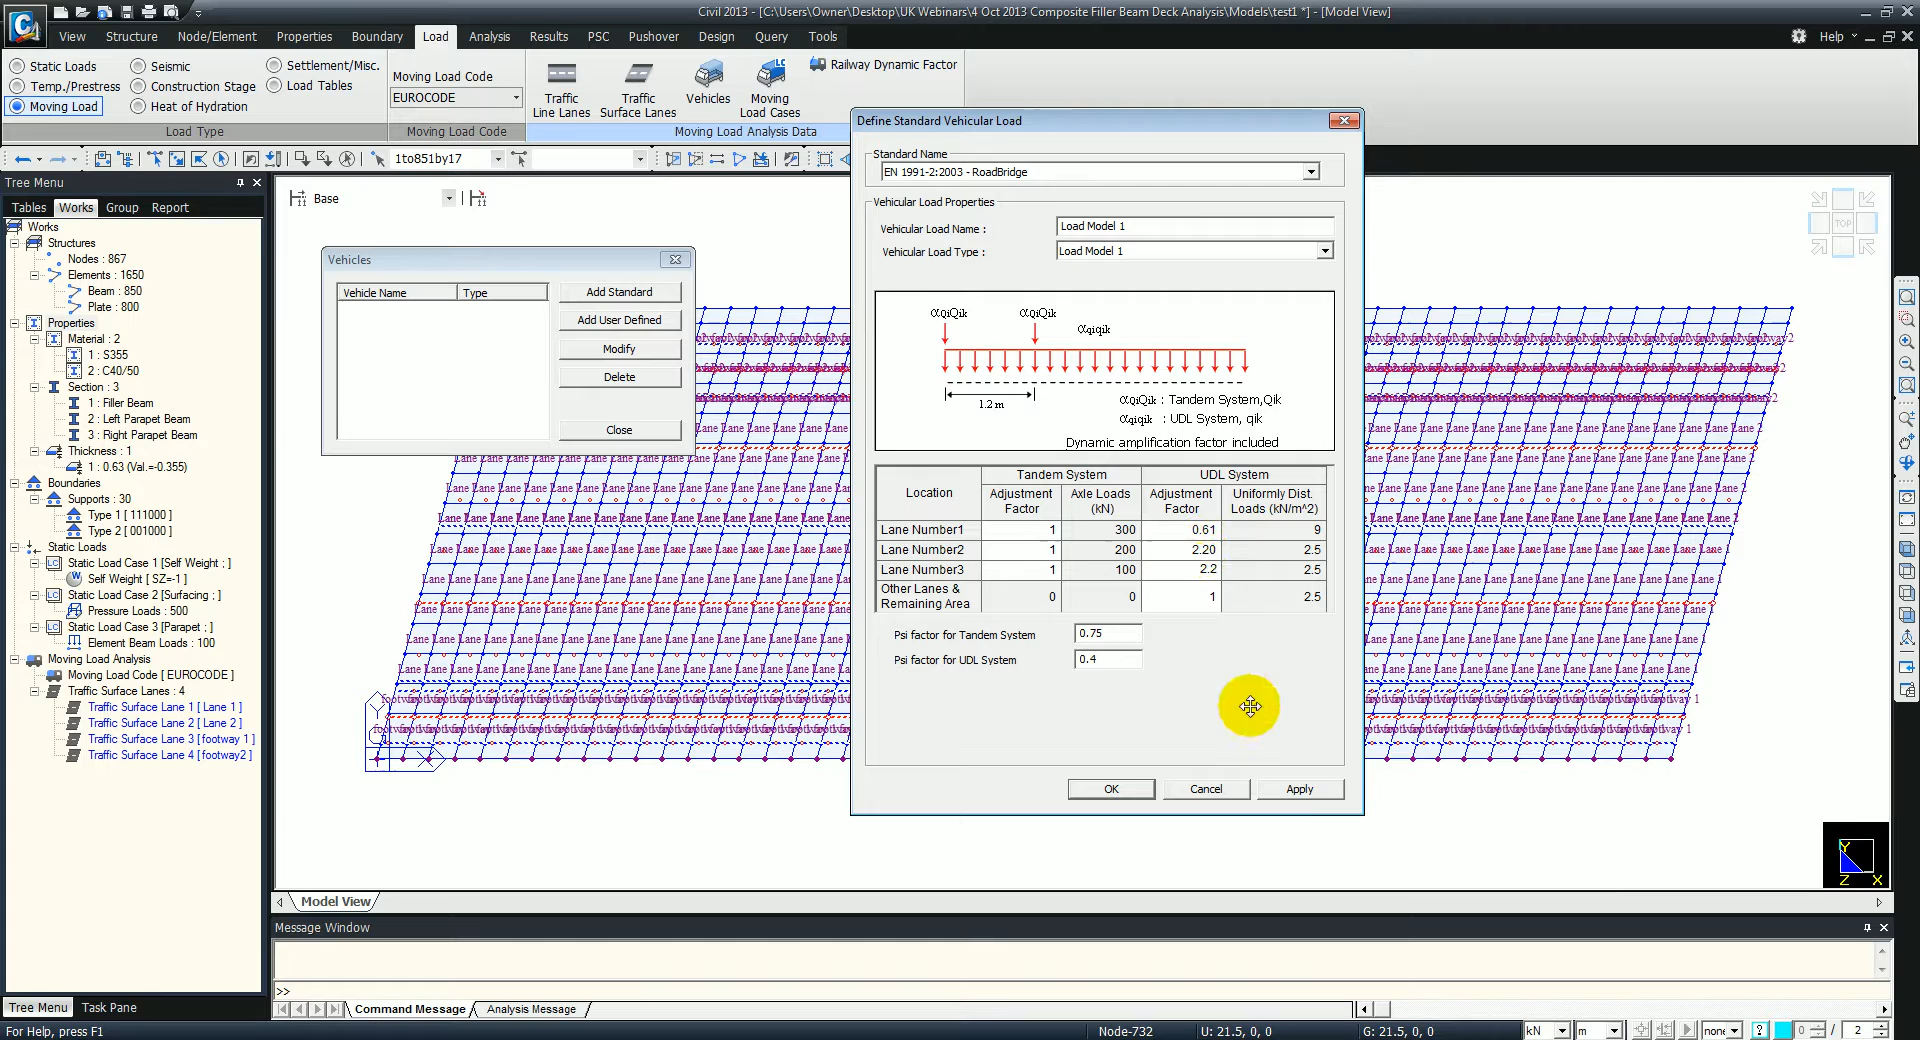 Civil 2013 - [C:\Users\Owner\Desktop\UK Webinars\4 Oct 2013 Composite Filler Beam Deck Analysis\Models\test1 *] - [Model View]
View Structure Node/Element Properties Boundary Load Analysis Results PSC Pushover Design Query Tools Help
Static Loads Seismic Settlement/Misc.
Temp./Prestress Construction Stage Load Tables
Moving Load Heat of Hydration
Load Type
Moving Load Code
EUROCODE
Moving Load Code
Traffic Line Lanes
Traffic Surface Lanes
Vehicles
Moving Load Cases
Railway Dynamic Factor
Moving Load Analysis Data
1to851by17
Tree Menu
Tables Works Group Report
Works
Structures
Nodes : 867
Elements : 1650
Beam : 850
Plate : 800
Properties
Material : 2
1 : S355
2 : C40/50
Section : 3
1 : Filler Beam
2 : Left Parapet Beam
3 : Right Parapet Beam
Thickness : 1
1 : 0.63 (Val.=-0.355)
Boundaries
Supports : 30
Type 1 [ 111000 ]
Type 2 [ 001000 ]
Static Loads
Static Load Case 1 [Self Weight ; ]
Self Weight [ SZ=-1 ]
Static Load Case 2 [Surfacing ; ]
Pressure Loads : 500
Static Load Case 3 [Parapet ; ]
Element Beam Loads : 100
Moving Load Analysis
Moving Load Code [ EUROCODE ]
Traffic Surface Lanes : 4
Traffic Surface Lane 1 [ Lane 1 ]
Traffic Surface Lane 2 [ Lane 2 ]
Traffic Surface Lane 3 [footway 1 ]
Traffic Surface Lane 4 [footway2 ]
Tree Menu Task Pane
Base
Vehicles
Vehicle Name Type
Add Standard
Add User Defined
Modify
Delete
Close
Define Standard Vehicular Load
Standard Name
EN 1991-2:2003 - RoadBridge
Vehicular Load Properties
Vehicular Load Name : Load Model 1
Vehicular Load Type : Load Model 1
αQiQik αQiQik
αqiqik
1.2 m
αQiQik : Tandem System,Qik
αqiqik : UDL System, qik
Dynamic amplification factor included
Location Tandem System UDL System
Adjustment Factor Axle Loads (kN) Adjustment Factor Uniformly Dist. Loads (kN/m^2)
Lane Number1 1 300 0.61 9
Lane Number2 1 200 2.20 2.5
Lane Number3 1 100 2.2 2.5
Other Lanes & Remaining Area 0 0 1 2.5
Psi factor for Tandem System 0.75
Psi factor for UDL System 0.4
OK Cancel Apply
TOP
Y
Z X
Model View
Message Window
>>
Command Message Analysis Message
For Help, press F1
Node-732 U: 21.5, 0, 0 G: 21.5, 0, 0 kN m none ? 0 / 2